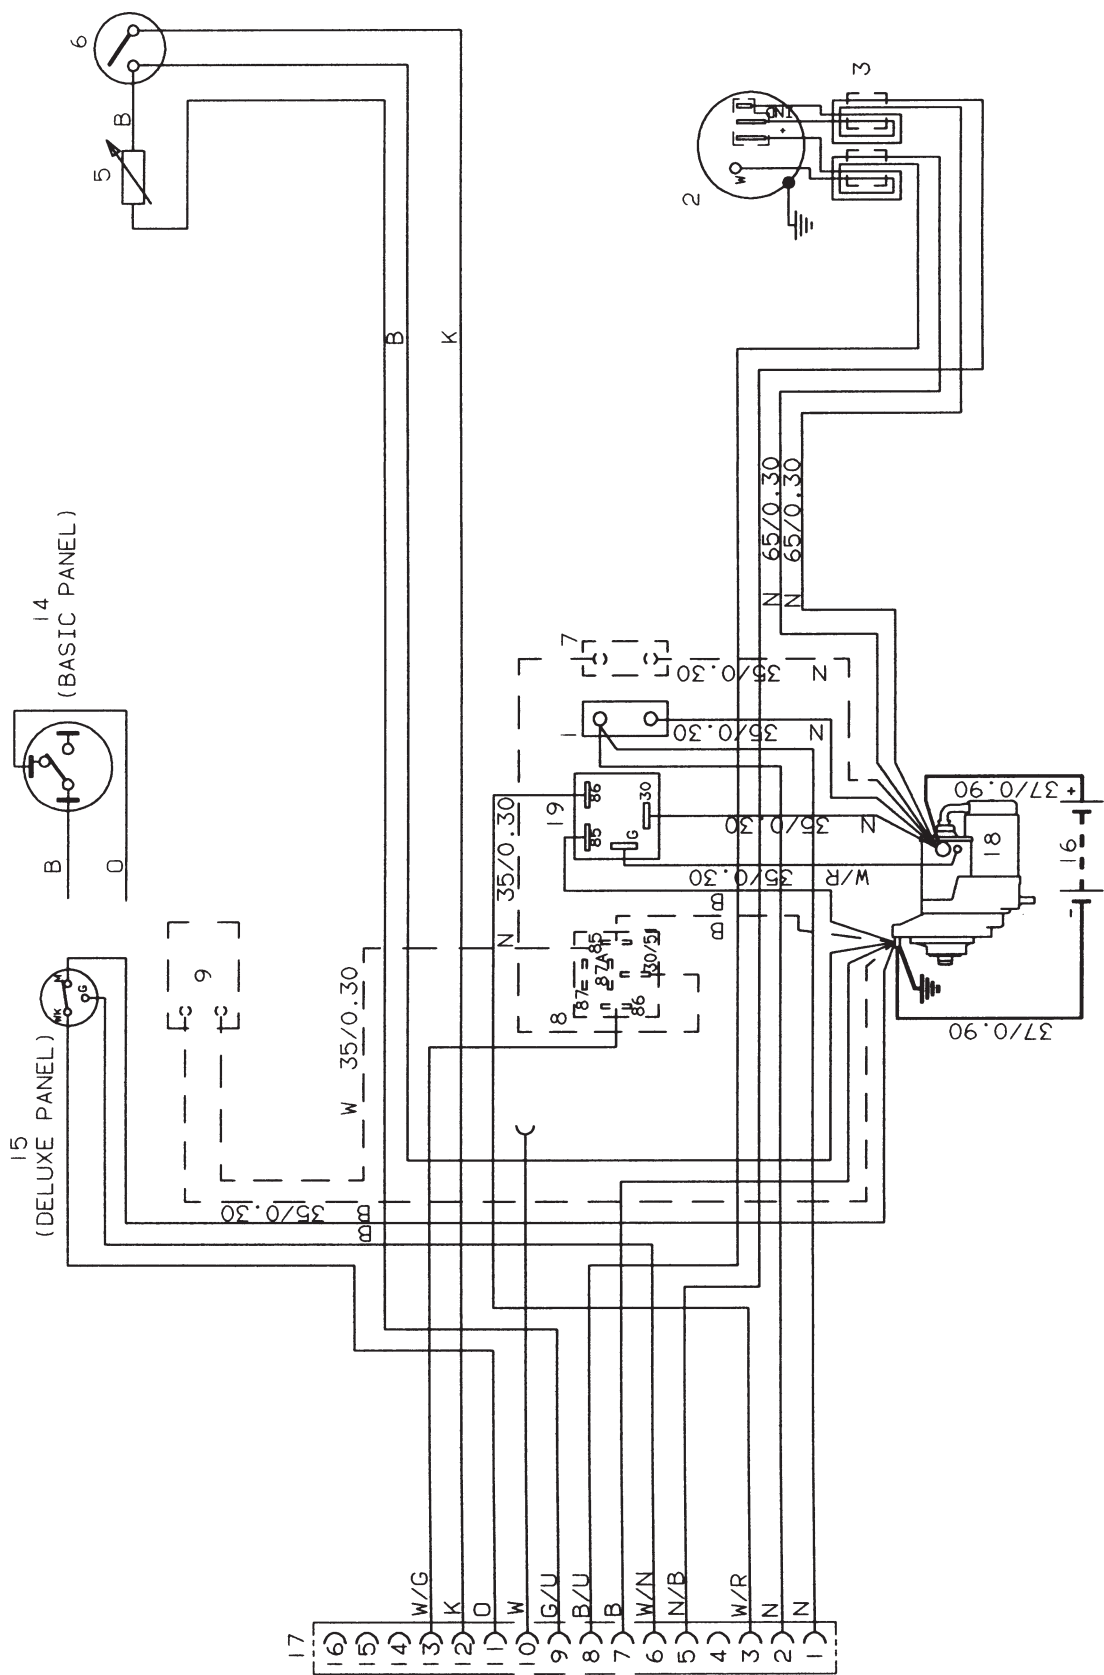 6
B
5
B
K
14
(BASIC PANEL)
B
O
15
(DELUXE PANEL)
WK
M
G
9
35/0.30
B
B
W 35/0.30
N 35/0.30
2
W
+
IND
3
N 65/0.30
N 65/0.30
7
35/0.30
N
1
35/0.30
N
19
86
85
30
G
35/0.30
N
35/0.30
W/R
B
B
8
87
87A
85
86
30/51
37/0.90
+
16
-
37/0.90
18
17
16
15
14
13 W/G
12 K
11 O
10 W
9 G/U
8 B/U
7 B
6 W/N
5 N/B
4
3 W/R
2 N
1 N